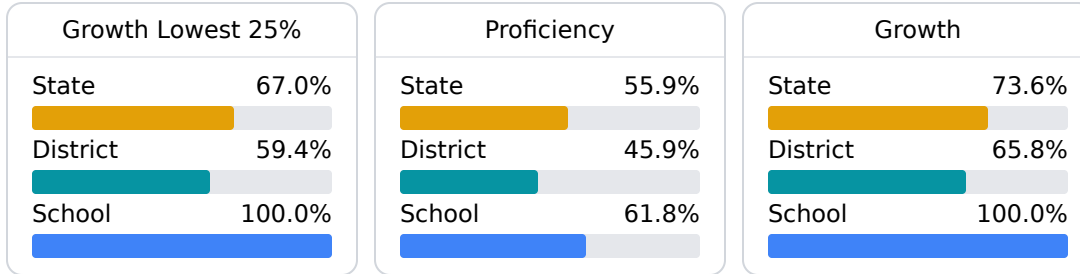 Growth Lowest 25%
State 67.0%
District 59.4%
School 100.0%
Proficiency
State 55.9%
District 45.9%
School 61.8%
Growth
State 73.6%
District 65.8%
School 100.0%